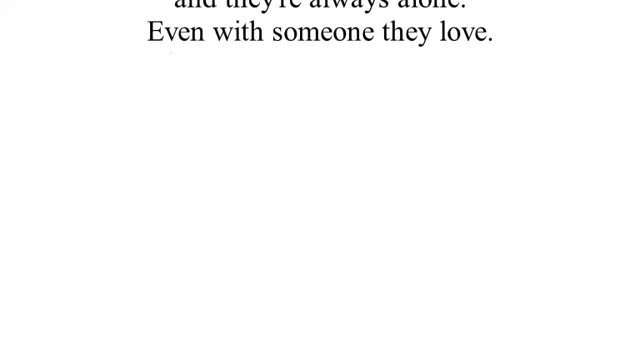 and they're always alone.
Even with someone they love.